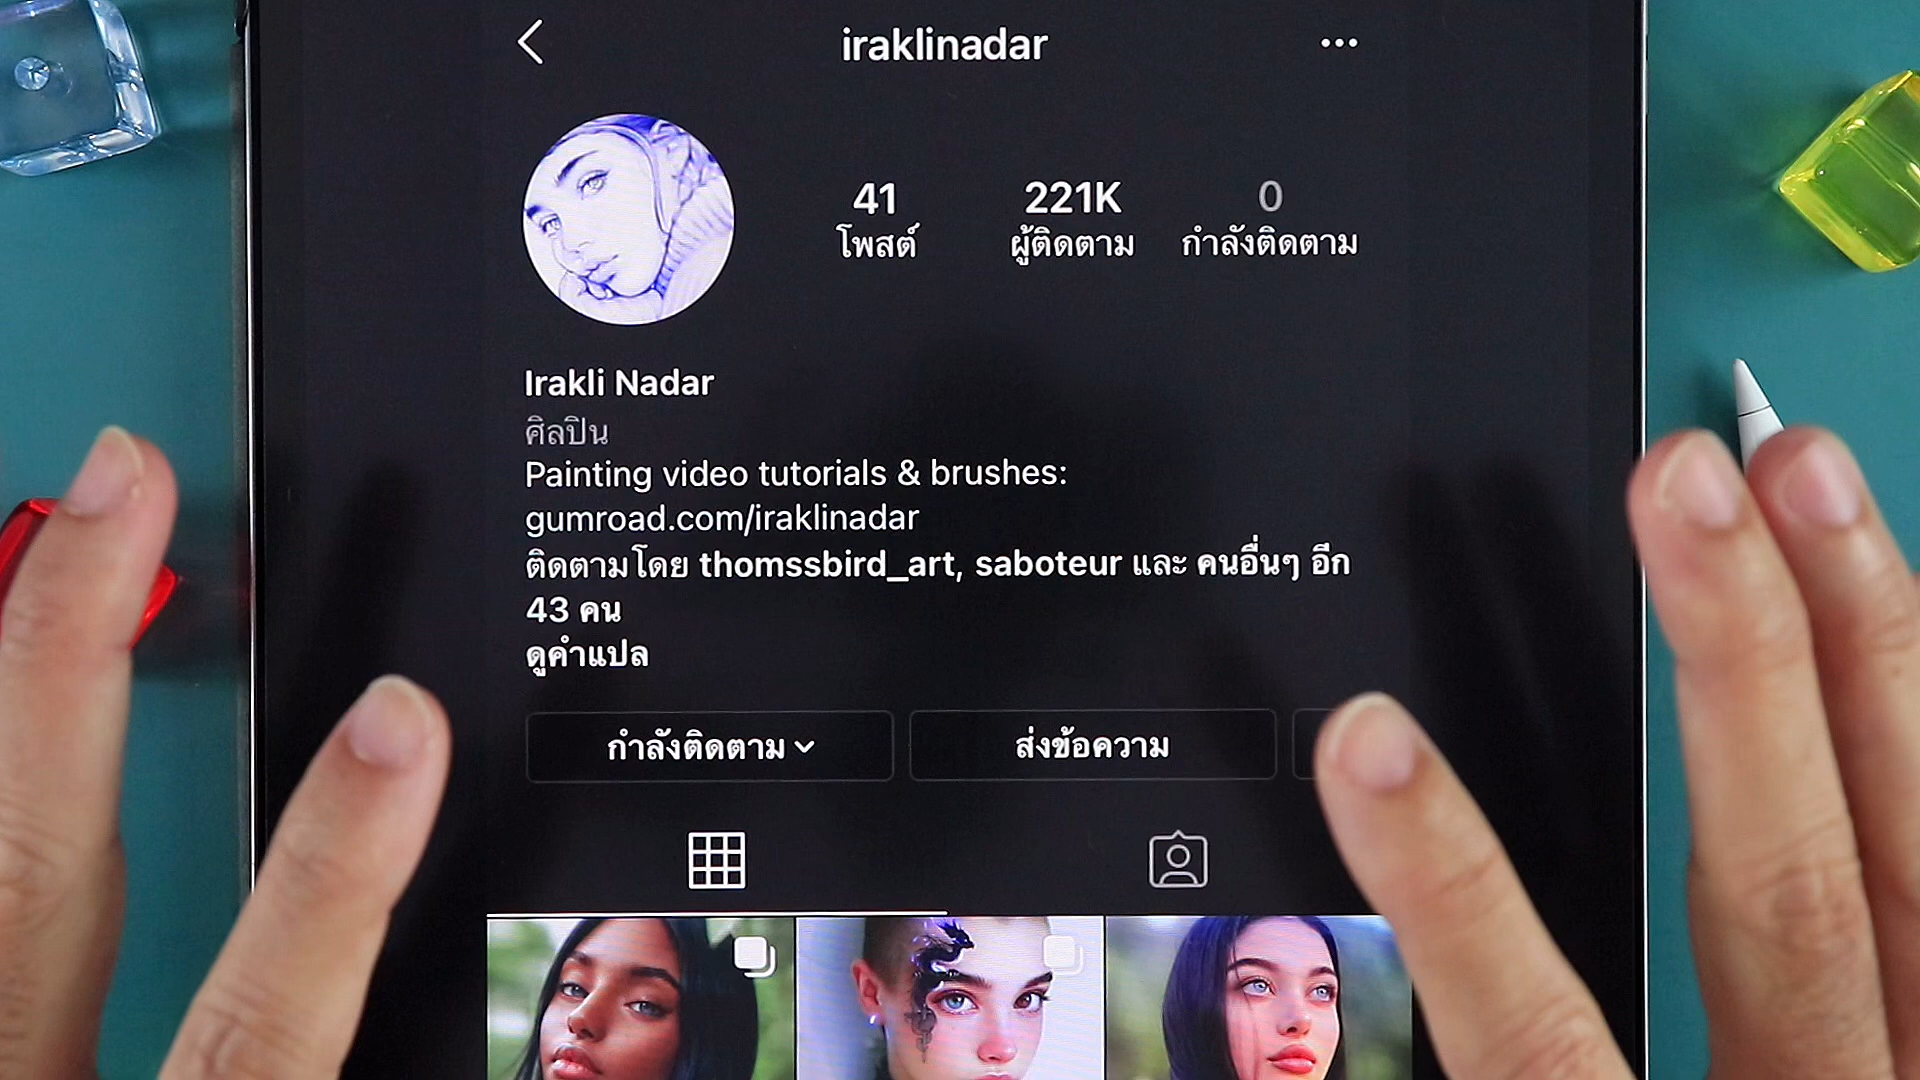 iraklinadar
41
โพสต์
221K
ผู้ติดตาม
0
กำลังติดตาม
Irakli Nadar
ศิลปิน
Painting video tutorials & brushes:
gumroad.com/iraklinadar
ติดตามโดย thomssbird_art, saboteur และ คนอื่นๆ อีก
43 คน
ดูคำแปล
กำลังติดตาม
ส่งข้อความ